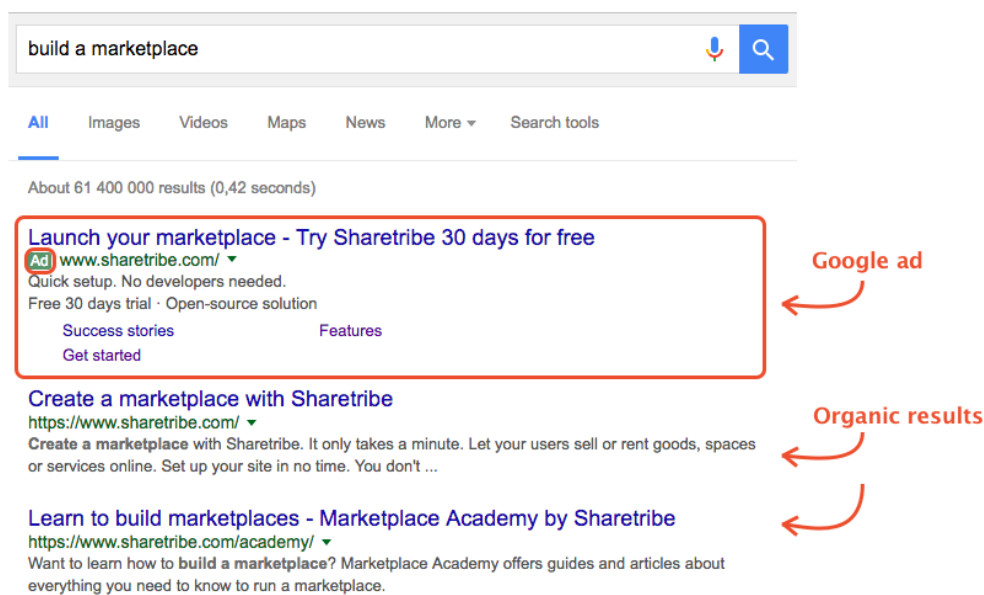 build a marketplace
All Images Videos Maps News More Search tools
About 61 400 000 results (0,42 seconds)
Launch your marketplace - Try Sharetribe 30 days for free
Ad www.sharetribe.com/
Quick setup. No developers needed.
Free 30 days trial · Open-source solution
Success stories Features
Get started
Google ad
Create a marketplace with Sharetribe
https://www.sharetribe.com/
Create a marketplace with Sharetribe. It only takes a minute. Let your users sell or rent goods, spaces
or services online. Set up your site in no time. You don't ...
Organic results
Learn to build marketplaces - Marketplace Academy by Sharetribe
https://www.sharetribe.com/academy/
Want to learn how to build a marketplace? Marketplace Academy offers guides and articles about
everything you need to know to run a marketplace.